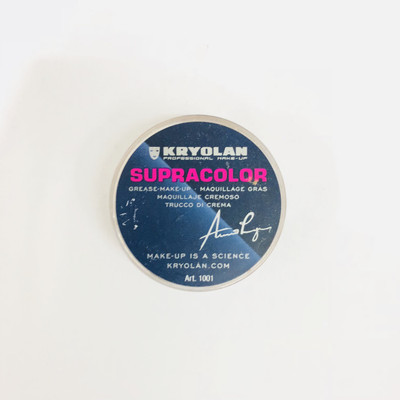 KRYOLAN
PROFESSIONAL MAKE-UP
SUPRACOLOR
GREASE-MAKE-UP - MAQUILLAGE GRAS
MAQUILLAJE CREMOSO
TRUCCO DI CREMA
MAKE-UP IS A SCIENCE
KRYOLAN.COM
Art. 1001